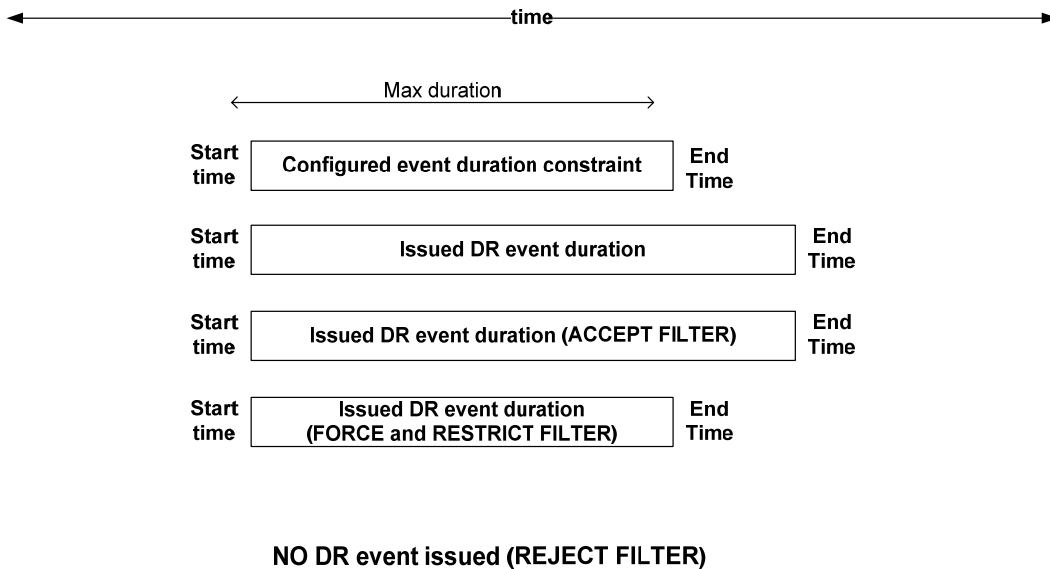 time
Max duration
Start
time
Configured event duration constraint
End
Time
Start
time
Issued DR event duration
End
Time
Start
time
Issued DR event duration (ACCEPT FILTER)
End
Time
Start
time
Issued DR event duration
(FORCE and RESTRICT FILTER)
End
Time
NO DR event issued (REJECT FILTER)